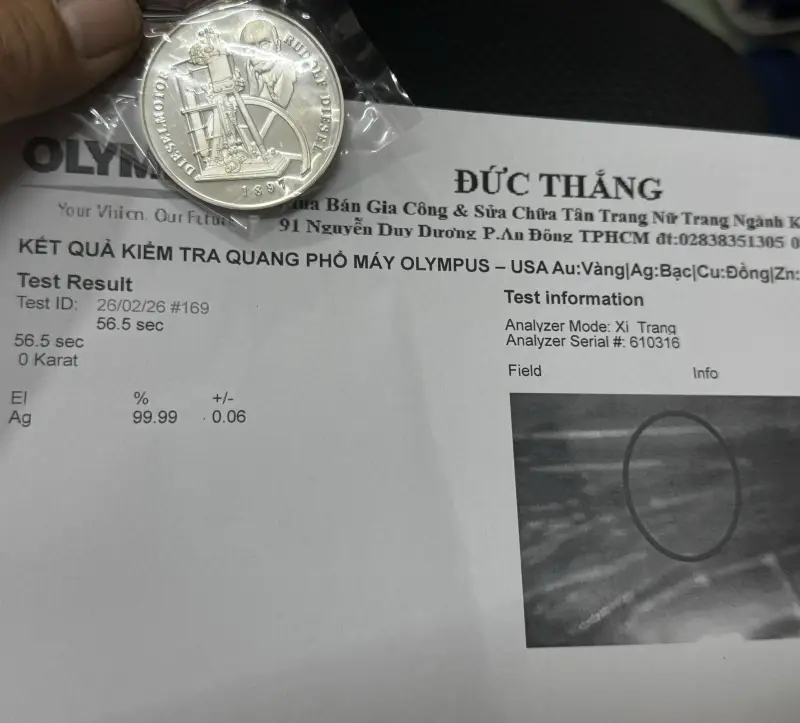 RUDOLF DIESEL
DIESELMOTOR
1897
OLYM
ĐỨC THẮNG
Your Vision. Our Futu
Bán Gia Công & Sửa Chữa Tân Trang Nữ Trang Ngành K
91 Nguyễn Duy Dương P.An Đông TPHCM đt:02838351305 0
KẾT QUẢ KIỂM TRA QUANG PHỔ MÁY OLYMPUS – USA Au:Vàng|Ag:Bạc|Cu:Đồng|Zn:
Test Result
Test ID: 26/02/26 #169
56.5 sec
56.5 sec
0 Karat
El % +/-
Ag 99.99 0.06
Test information
Analyzer Mode: Xi Trang
Analyzer Serial #: 610316
Field Info